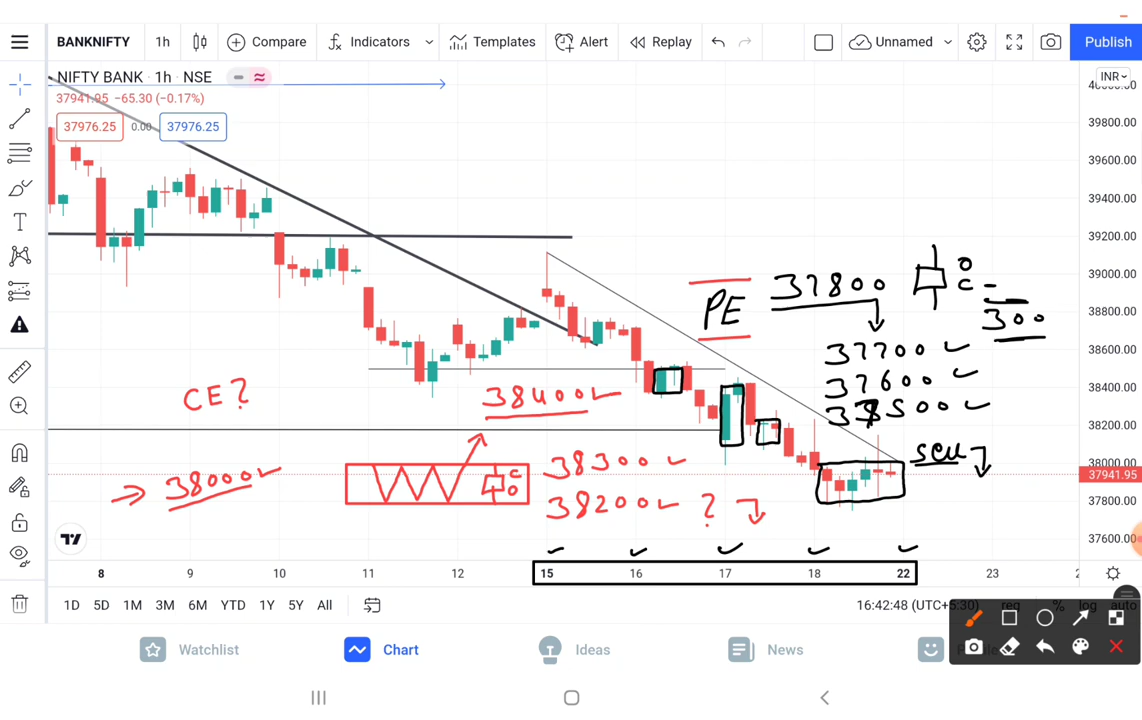 BANKNIFTY 1h Compare Indicators Templates Alert Replay Unnamed Publish
NIFTY BANK · 1h · NSE
37941.95 −65.30 (−0.17%)
37976.25 0.00 37976.25
INR
39800.00
39600.00
39400.00
39200.00
39000.00
38800.00
38600.00
38400.00
38200.00
38000.00
37941.95
37800.00
37600.00
PE 37800 O
C -
300
37700
37600
37500
CE?
38400
sell
38300
38000
38200 ?
C
O
8 9 10 11 12 15 16 17 18 22 23
1D 5D 1M 3M 6M YTD 1Y 5Y All 16:42:48 (UTC+5:30) % log auto
Watchlist Chart Ideas News